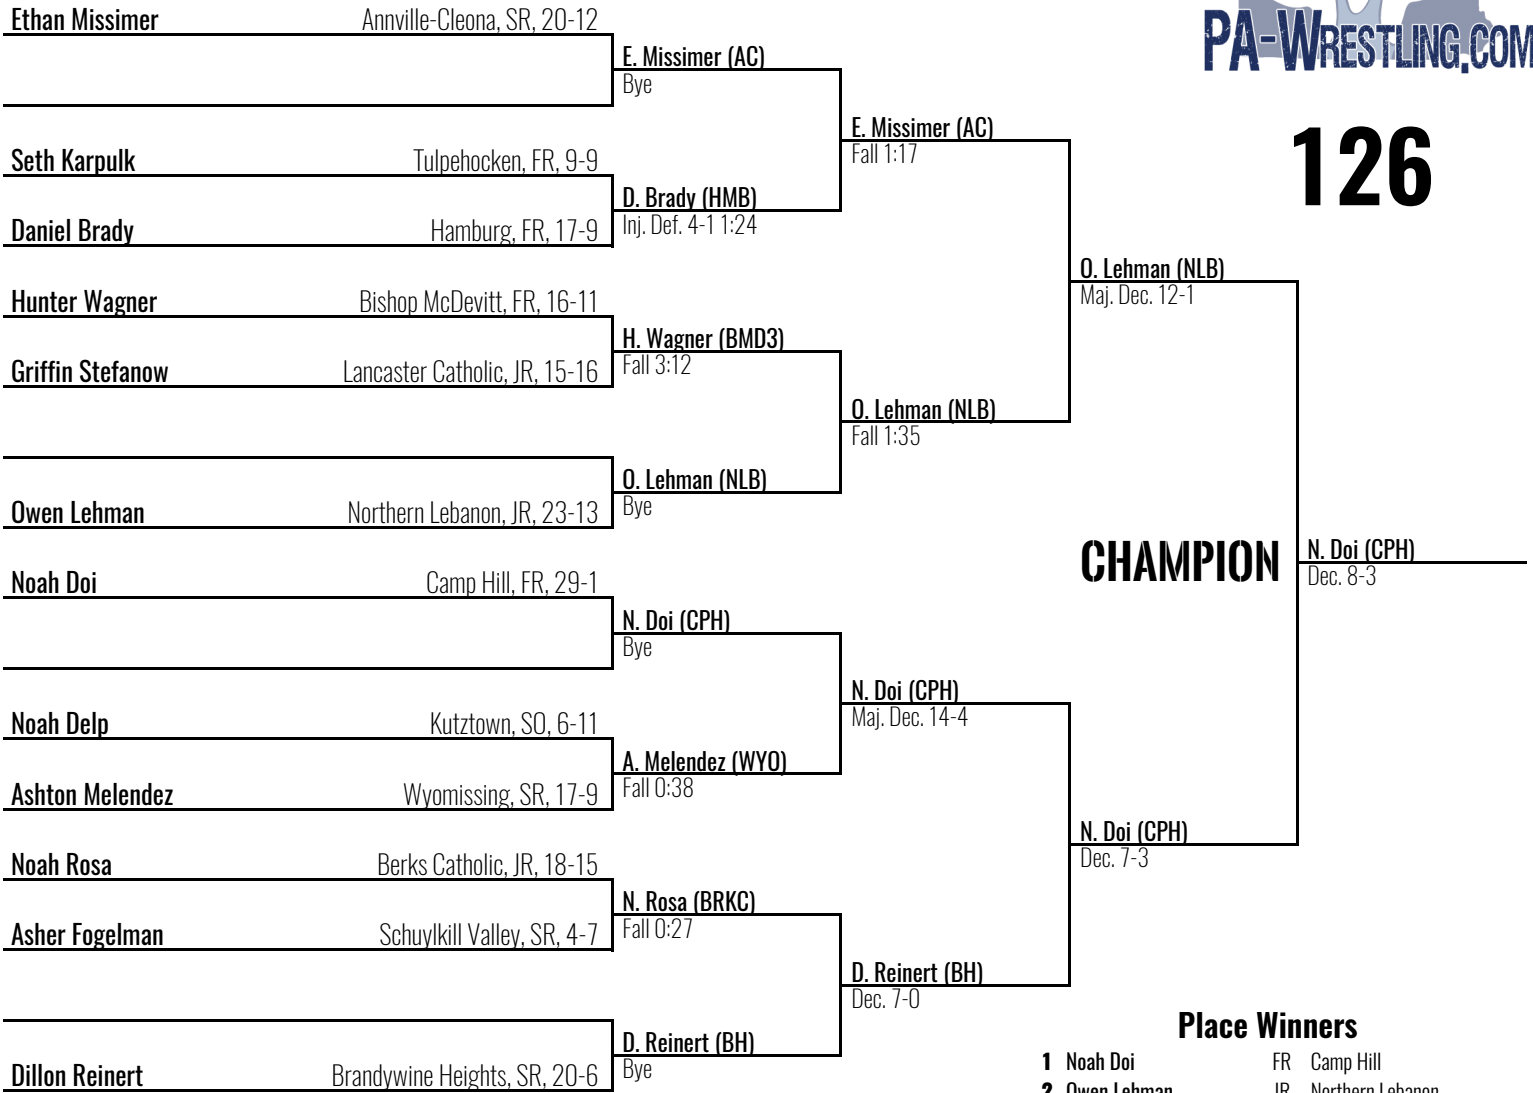 PA-WRESTLING.COM
126
Ethan Missimer Annville-Cleona, SR, 20-12
E. Missimer (AC)
Bye
E. Missimer (AC)
Fall 1:17
Seth Karpulk Tulpehocken, FR, 9-9
D. Brady (HMB)
Inj. Def. 4-1 1:24
Daniel Brady Hamburg, FR, 17-9
O. Lehman (NLB)
Maj. Dec. 12-1
Hunter Wagner Bishop McDevitt, FR, 16-11
H. Wagner (BMD3)
Fall 3:12
Griffin Stefanow Lancaster Catholic, JR, 15-16
O. Lehman (NLB)
Fall 1:35
O. Lehman (NLB)
Bye
Owen Lehman Northern Lebanon, JR, 23-13
CHAMPION
N. Doi (CPH)
Dec. 8-3
Noah Doi Camp Hill, FR, 29-1
N. Doi (CPH)
Bye
N. Doi (CPH)
Maj. Dec. 14-4
Noah Delp Kutztown, SO, 6-11
A. Melendez (WYO)
Fall 0:38
Ashton Melendez Wyomissing, SR, 17-9
N. Doi (CPH)
Dec. 7-3
Noah Rosa Berks Catholic, JR, 18-15
N. Rosa (BRKC)
Fall 0:27
Asher Fogelman Schuylkill Valley, SR, 4-7
D. Reinert (BH)
Dec. 7-0
D. Reinert (BH)
Bye
Dillon Reinert Brandywine Heights, SR, 20-6
Place Winners
1 Noah Doi FR Camp Hill
2 Owen Lehman JR Northern Lebanon